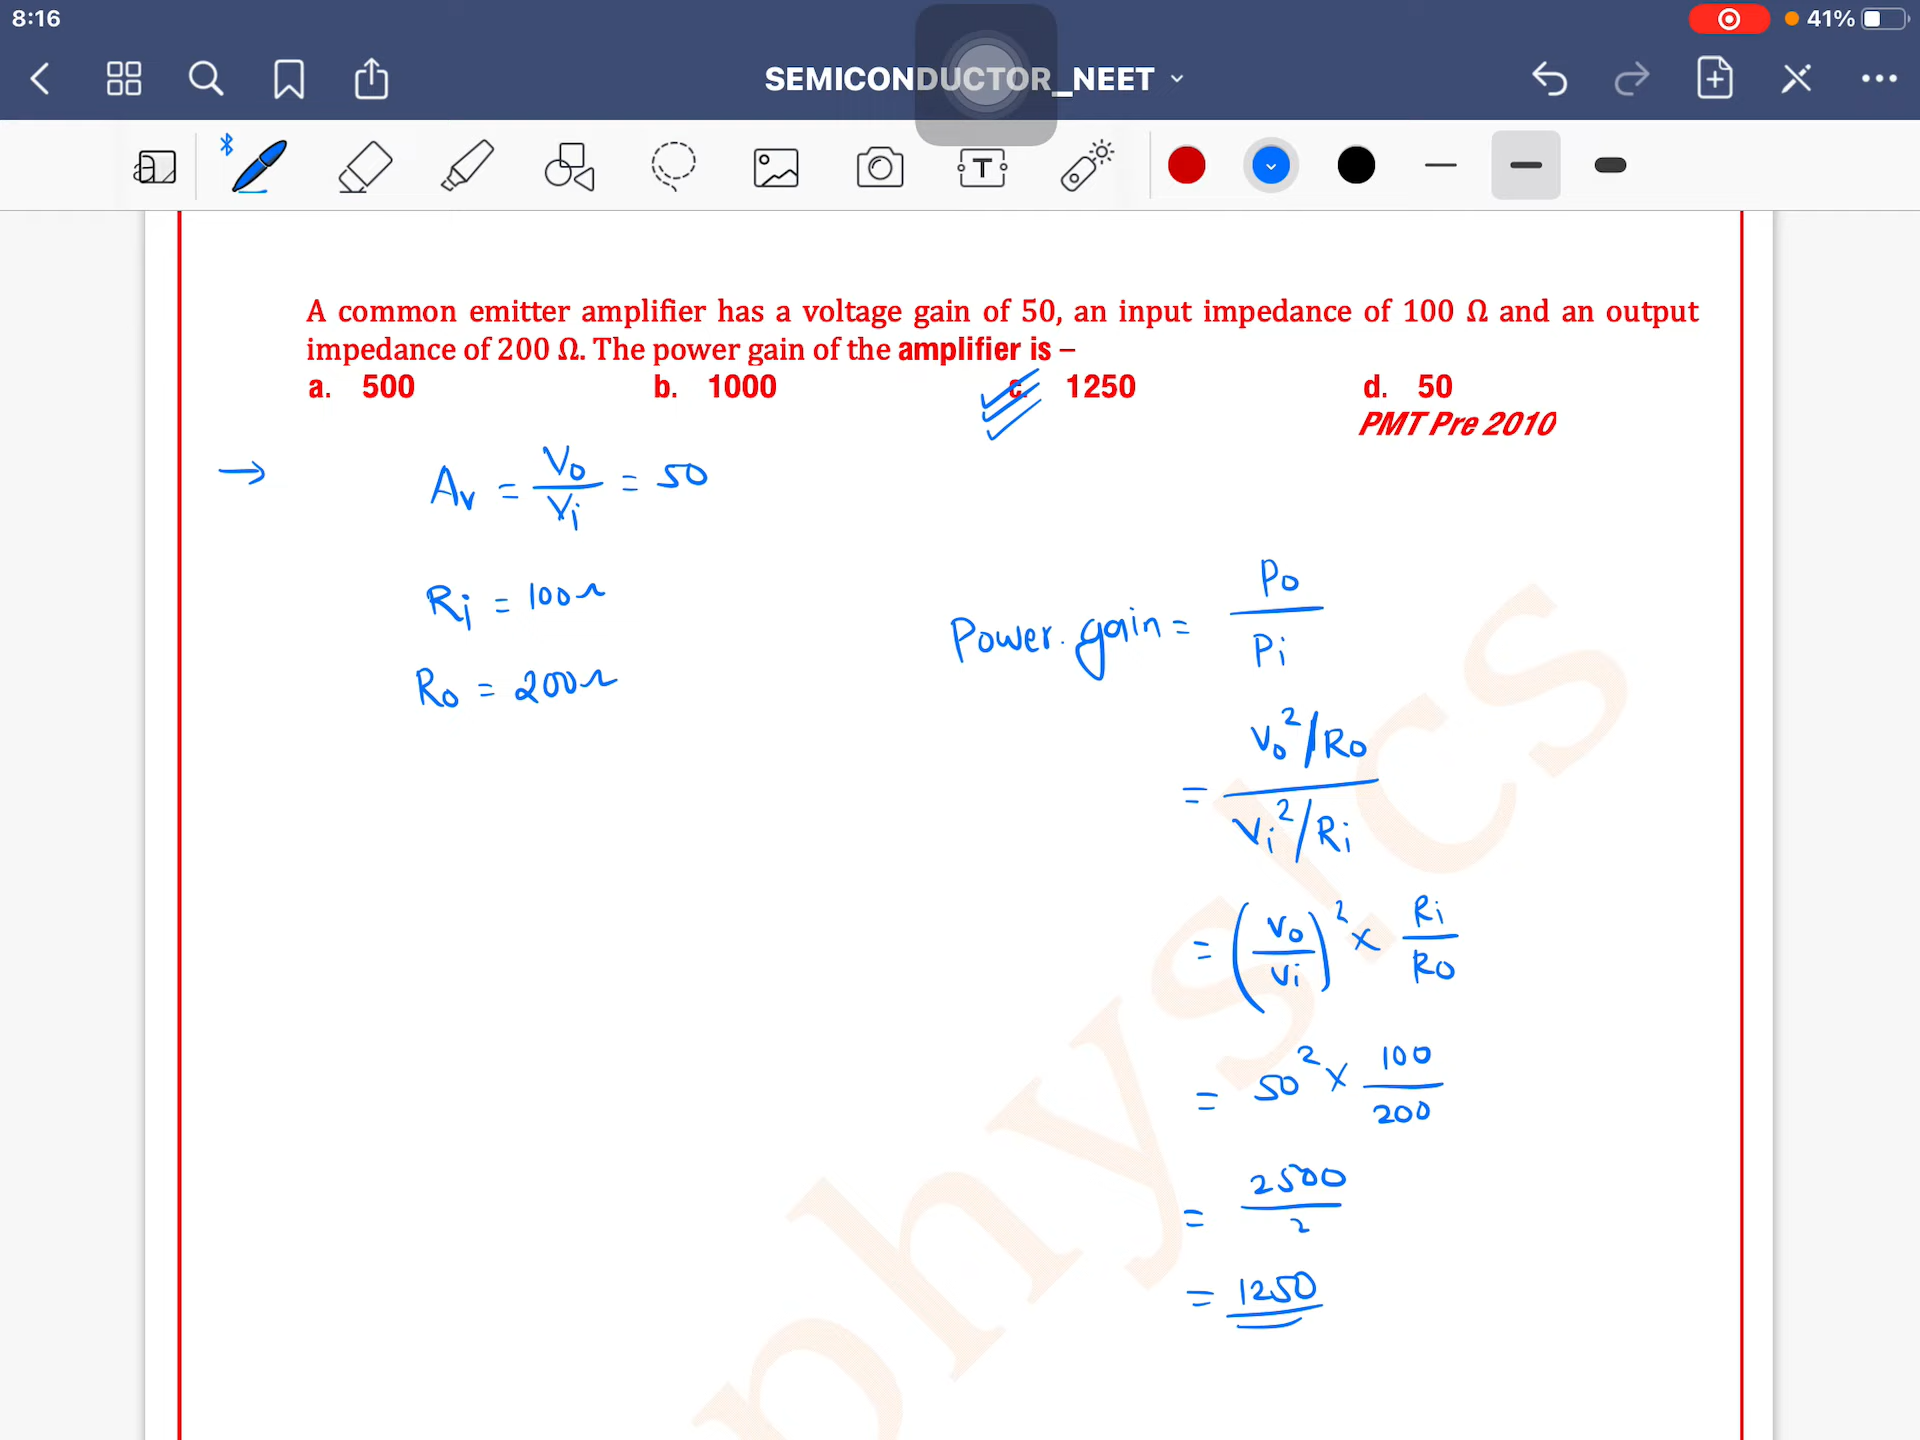 8:16
41%
SEMICONDUCTOR_NEET
a
T
A common emitter amplifier has a voltage gain of 50, an input impedance of 100 Ω and an output
impedance of 200 Ω. The power gain of the amplifier is –
a. 500 b. 1000 c. 1250 d. 50
PMT Pre 2010
→ Av = Vo/Vi = 50
Ri = 100Ω
Ro = 200Ω
Power gain = Po/Pi
= Vo²/Ro / Vi²/Ri
= (Vo/Vi)² × Ri/Ro
= 50² × 100/200
= 2500/2
= 1250
physics